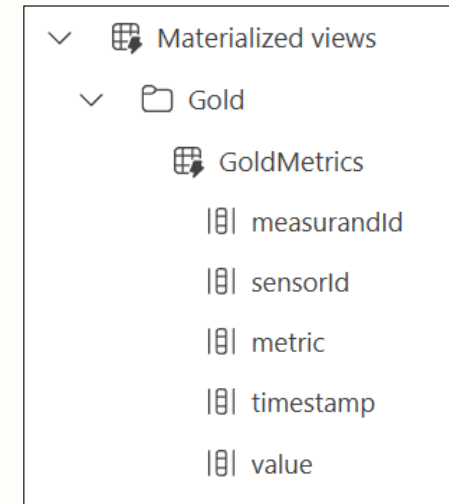 Materialized views
Gold
GoldMetrics
measurandId
sensorId
metric
timestamp
value